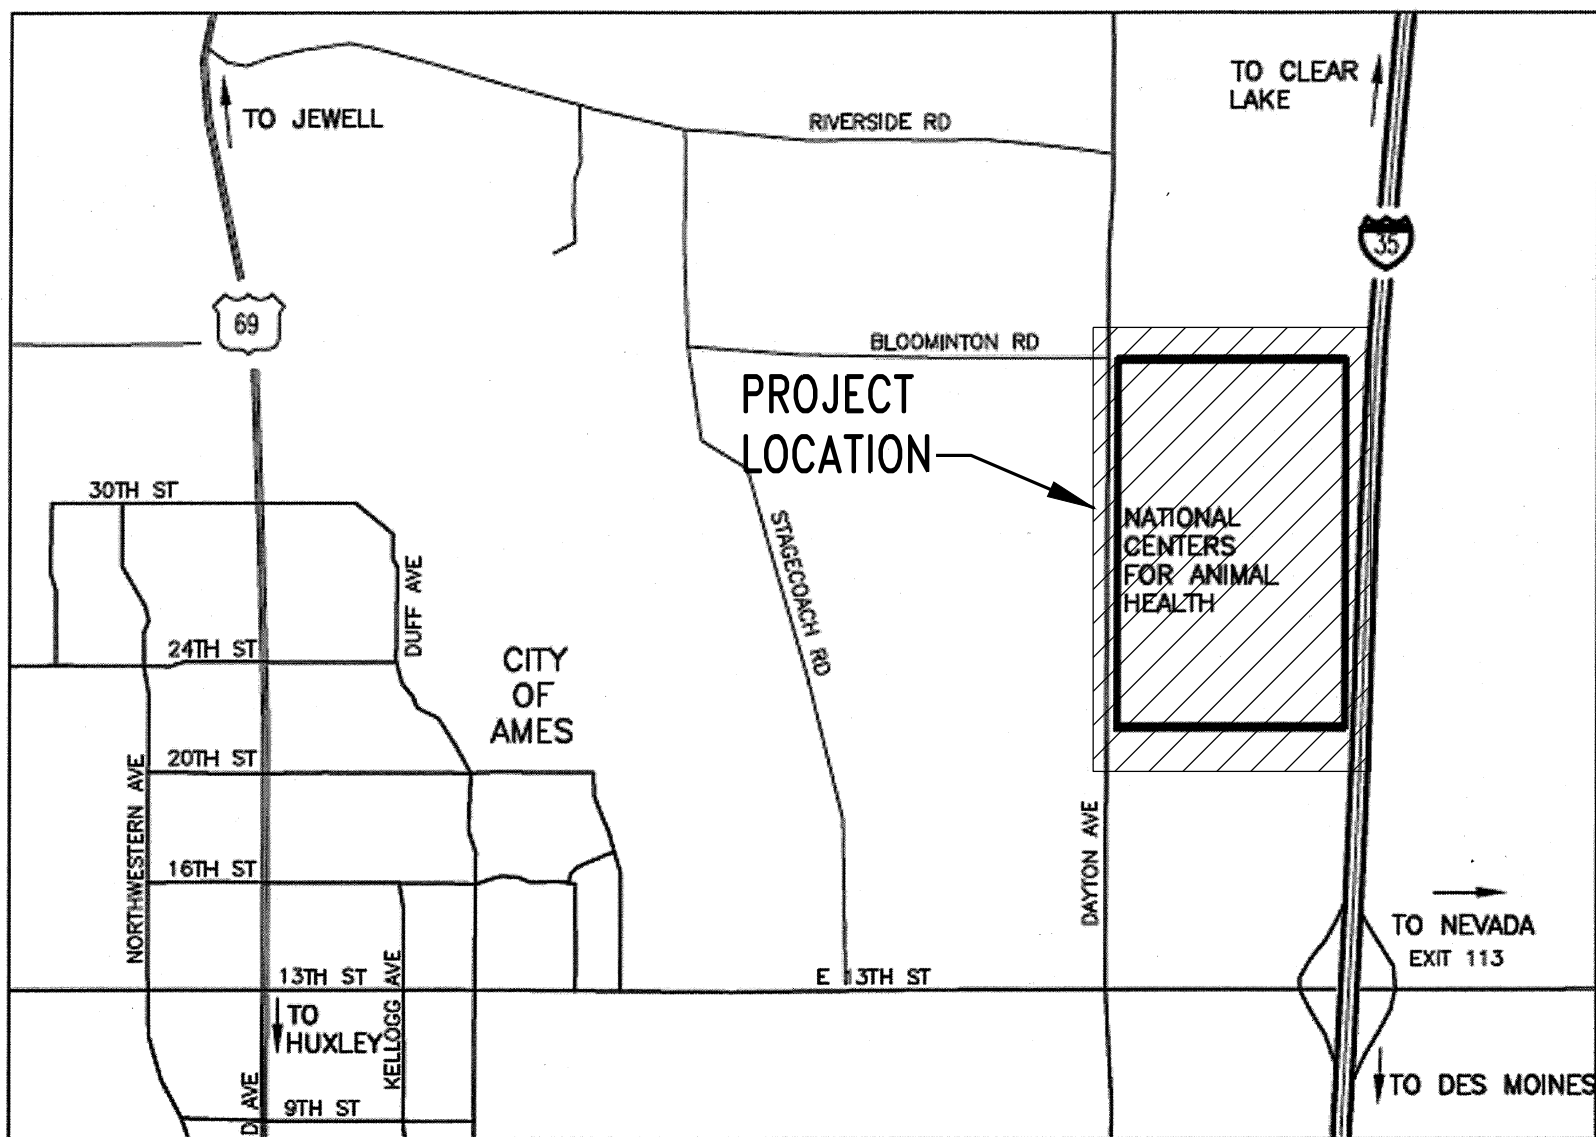 TO JEWELL
TO CLEAR
LAKE
RIVERSIDE RD
35
69
BLOOMINTON RD
PROJECT
LOCATION
30TH ST
STAGECOACH RD
NATIONAL
CENTERS
FOR ANIMAL
HEALTH
DUFF AVE
24TH ST
CITY
OF
AMES
20TH ST
NORTHWESTERN AVE
DAYTON AVE
16TH ST
TO NEVADA
EXIT 113
13TH ST
E 13TH ST
KELLOGG AVE
TO
HUXLEY
TO DES MOINES
D AVE
9TH ST